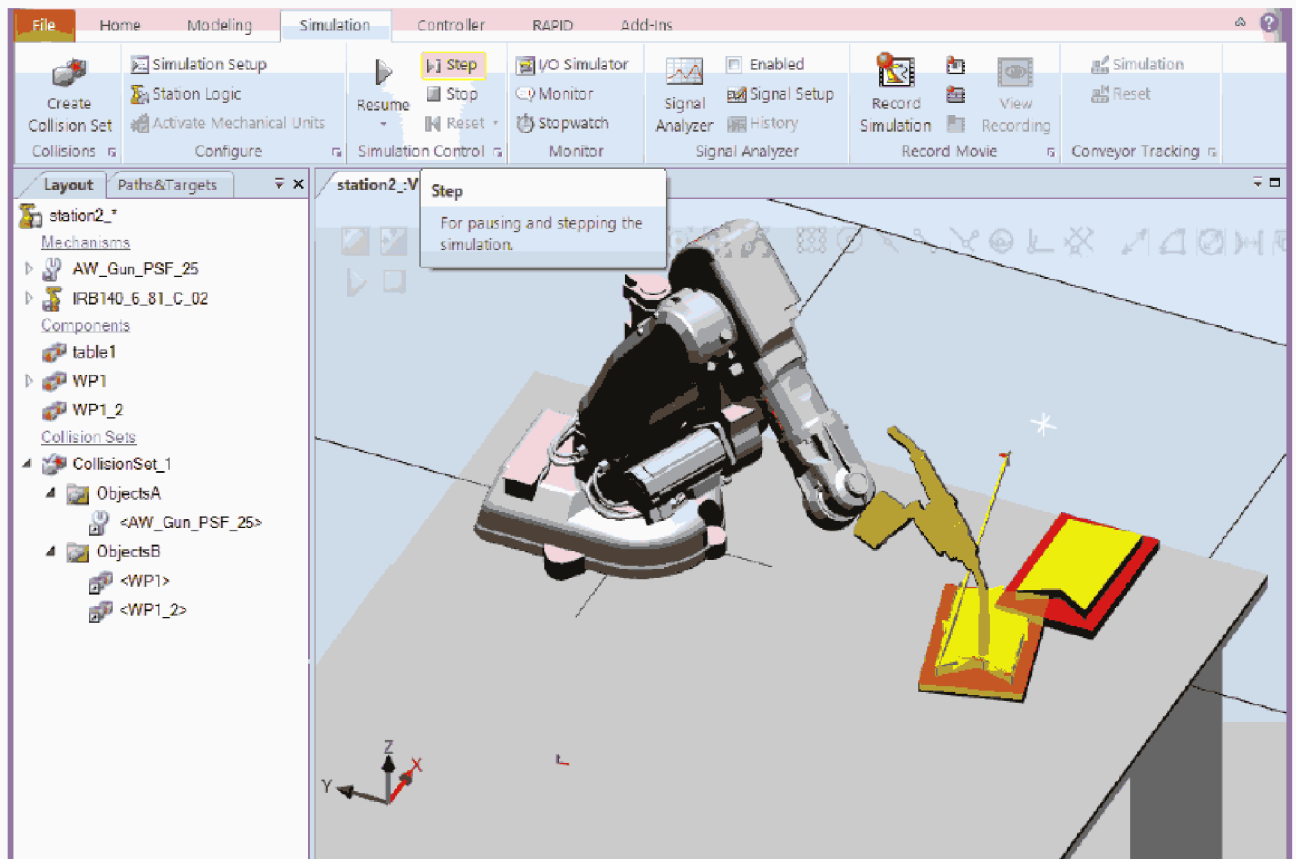 File Home Modeling Simulation Controller RAPID Add-Ins
Create
Collision Set
Collisions
Simulation Setup
Station Logic
Activate Mechanical Units
Configure
Resume
Step
Stop
Reset
Simulation Control
I/O Simulator
Monitor
Stopwatch
Monitor
Signal
Analyzer
Enabled
Signal Setup
History
Signal Analyzer
Record
Simulation
View
Recording
Record Movie
Simulation
Reset
Conveyor Tracking
Layout Paths&Targets
station2_:V
Step
For pausing and stepping the
simulation.
station2_*
Mechanisms
AW_Gun_PSF_25
IRB140_6_81_C_02
Components
table1
WP1
WP1_2
Collision Sets
CollisionSet_1
ObjectsA
<AW_Gun_PSF_25>
ObjectsB
<WP1>
<WP1_2>
Z
X
Y